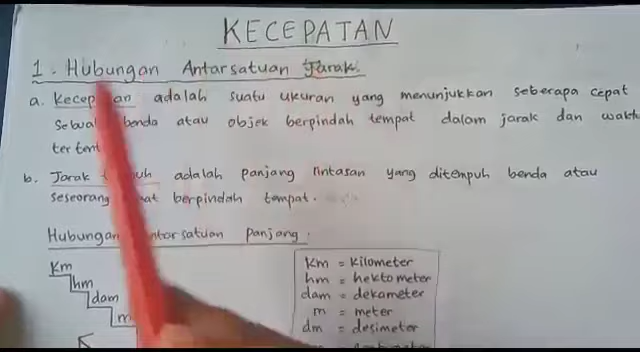 KECEPATAN
1. Hubungan Antarsatuan Jarak.
a. adalah suatu ukuran yang menunjukkan seberapa cepat
benda atau objek berpindah tempat dalam jarak dan
b. Jarak adalah panjang lintasan yang ditempuh benda atau
seseorang berpindah tempat.
Hubungan Antarsatuan Panjang.
Km
hm
dam
m
Km = Kilometer
hm = hektometer
dam = dekameter
m = meter
dm = desimeter